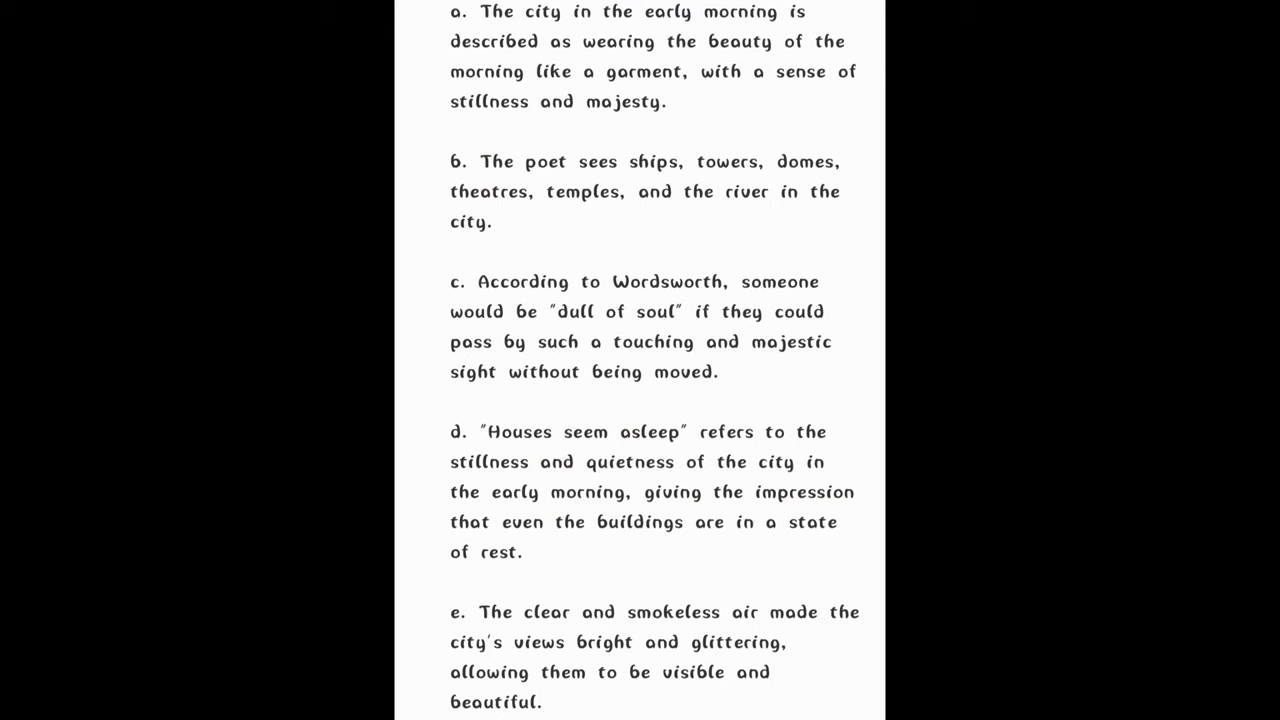 a. The city in the early morning is
described as wearing the beauty of the
morning like a garment, with a sense of
stillness and majesty.
b. The poet sees ships, towers, domes,
theatres, temples, and the river in the
city.
c. According to Wordsworth, someone
would be "dull of soul" if they could
pass by such a touching and majestic
sight without being moved.
d. "Houses seem asleep" refers to the
stillness and quietness of the city in
the early morning, giving the impression
that even the buildings are in a state
of rest.
e. The clear and smokeless air made the
city's views bright and glittering,
allowing them to be visible and
beautiful.